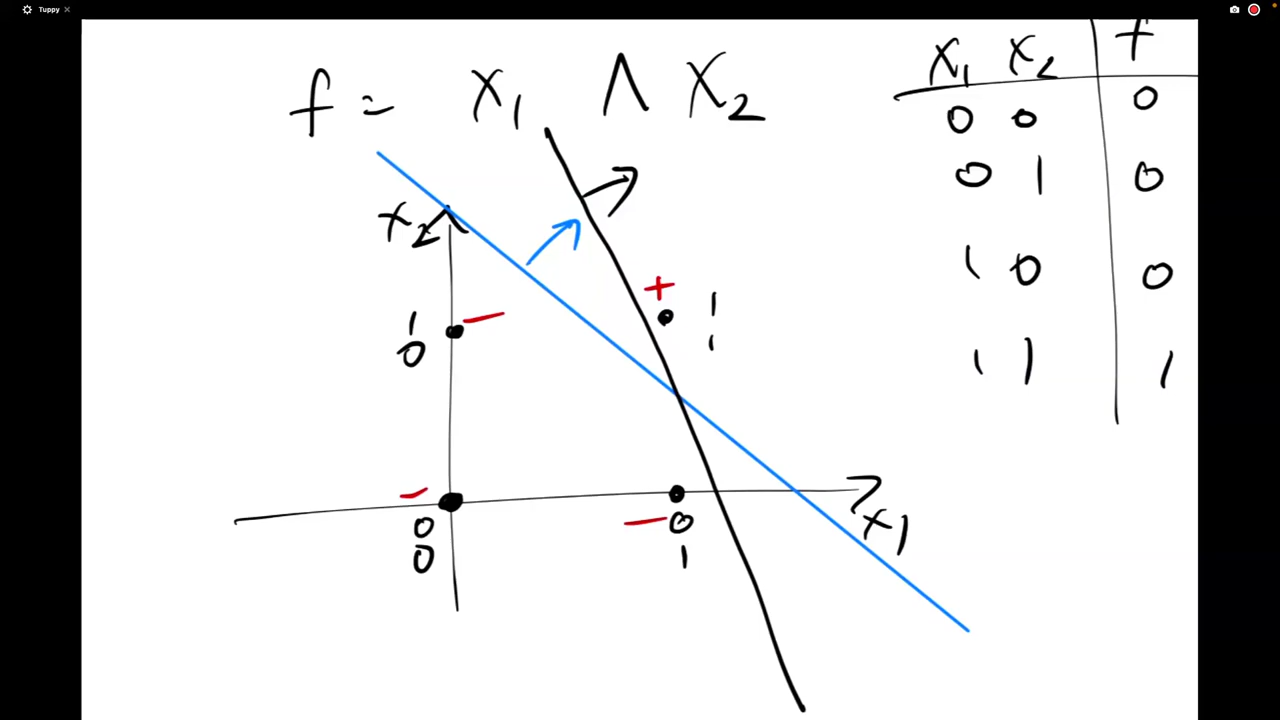 Tuppy
f = x₁ ∧ x₂
x₁ x₂ f
0 0 0
0 1 0
1 0 0
1 1 1
x₂
+
1
1
−
1
0
−
0
0
−
0
1
x1